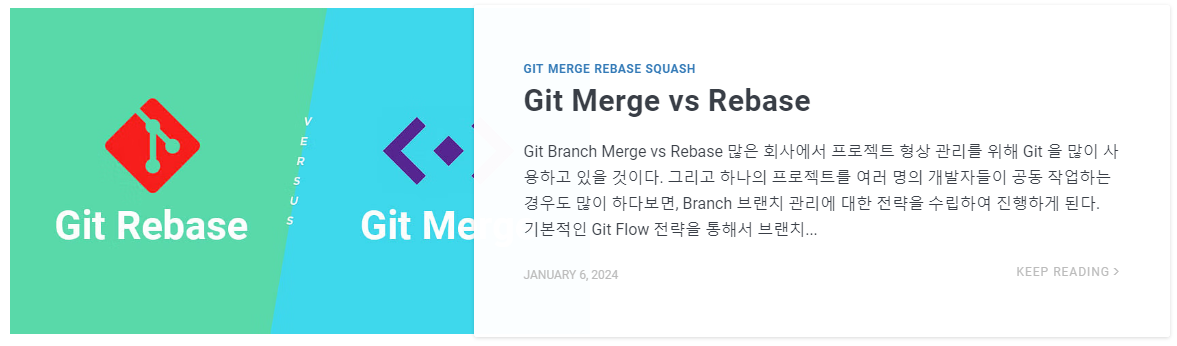 Git Rebase
VERSUS
Git Merge
GIT MERGE REBASE SQUASH
Git Merge vs Rebase
Git Branch Merge vs Rebase 많은 회사에서 프로젝트 형상 관리를 위해 Git 을 많이 사
용하고 있을 것이다. 그리고 하나의 프로젝트를 여러 명의 개발자들이 공동 작업하는
경우도 많이 하다보면, Branch 브랜치 관리에 대한 전략을 수립하여 진행하게 된다.
기본적인 Git Flow 전략을 통해서 브랜치...
JANUARY 6, 2024
KEEP READING >